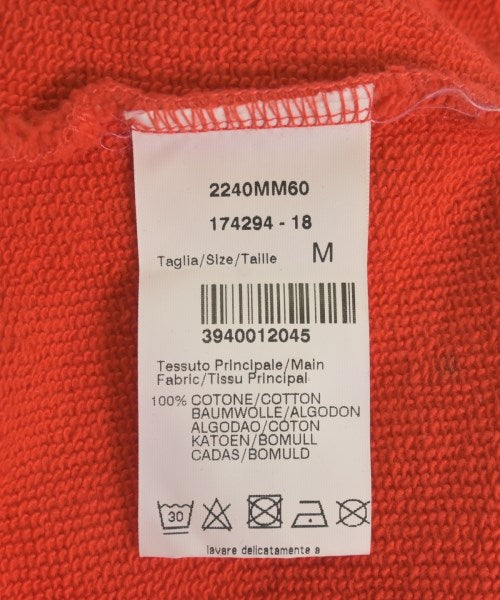 2240MM60
174294 - 18
Taglia/Size/Taille M
3940012045
Tessuto Principale/Main
Fabric/Tissu Principal
100% COTONE/COTTON
BAUMWOLLE/ALGODON
ALGODAO/COTON
KATOEN/BOMULL
CADAS/BOMULD
30
lavare delicatamente a